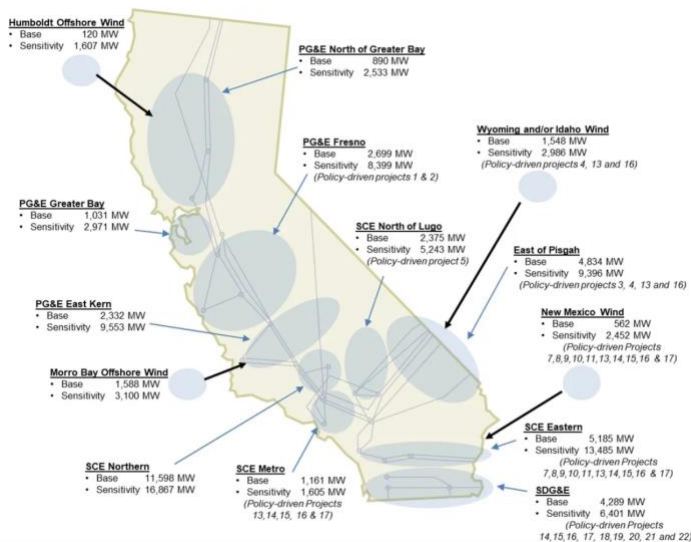 Humboldt Offshore Wind
• Base 120 MW
• Sensitivity 1,607 MW
PG&E North of Greater Bay
• Base 890 MW
• Sensitivity 2,533 MW
PG&E Fresno
• Base 2,699 MW
• Sensitivity 8,399 MW
(Policy-driven projects 1 & 2)
Wyoming and/or Idaho Wind
• Base 1,548 MW
• Sensitivity 2,986 MW
(Policy-driven projects 4, 13 and 16)
PG&E Greater Bay
• Base 1,031 MW
• Sensitivity 2,971 MW
SCE North of Lugo
• Base 2,375 MW
• Sensitivity 5,243 MW
(Policy-driven project 5)
East of Pisgah
• Base 4,834 MW
• Sensitivity 9,396 MW
(Policy-driven projects 3, 4, 13 and 16)
PG&E East Kern
• Base 2,332 MW
• Sensitivity 9,553 MW
New Mexico Wind
• Base 562 MW
• Sensitivity 2,452 MW
(Policy-driven Projects
7,8,9,10,11,13,14,15,16 & 17)
Morro Bay Offshore Wind
• Base 1,588 MW
• Sensitivity 3,100 MW
SCE Eastern
• Base 5,185 MW
• Sensitivity 13,485 MW
(Policy-driven Projects
7,8,9,10,11,13,14,15,16 & 17)
SCE Northern
• Base 11,598 MW
• Sensitivity 16,867 MW
SCE Metro
• Base 1,161 MW
• Sensitivity 1,605 MW
(Policy-driven Projects
13,14,15, 16 & 17)
SDG&E
• Base 4,289 MW
• Sensitivity 6,401 MW
(Policy-driven Projects
14,15,16, 17, 18,19, 20, 21 and 22)